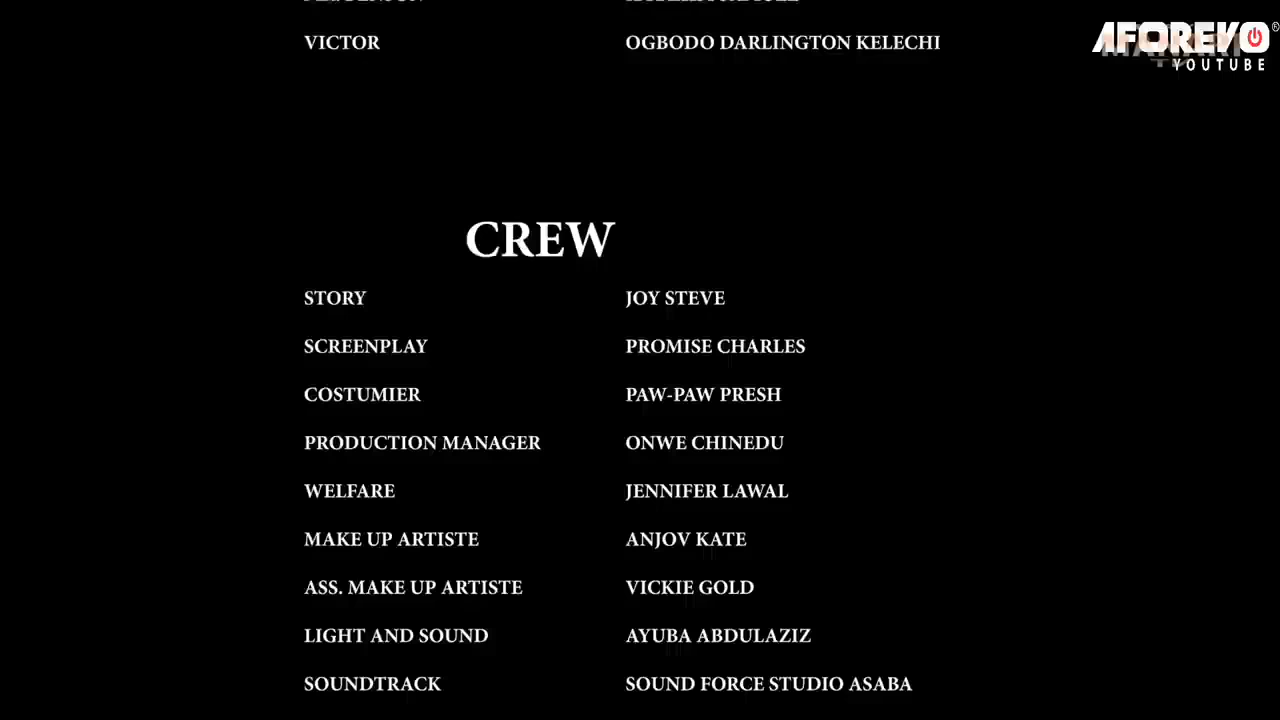 VICTOR OGBODO DARLINGTON KELECHI
AFOREVO
YOUTUBE
CREW
STORY JOY STEVE
SCREENPLAY PROMISE CHARLES
COSTUMIER PAW-PAW PRESH
PRODUCTION MANAGER ONWE CHINEDU
WELFARE JENNIFER LAWAL
MAKE UP ARTISTE ANJOV KATE
ASS. MAKE UP ARTISTE VICKIE GOLD
LIGHT AND SOUND AYUBA ABDULAZIZ
SOUNDTRACK SOUND FORCE STUDIO ASABA